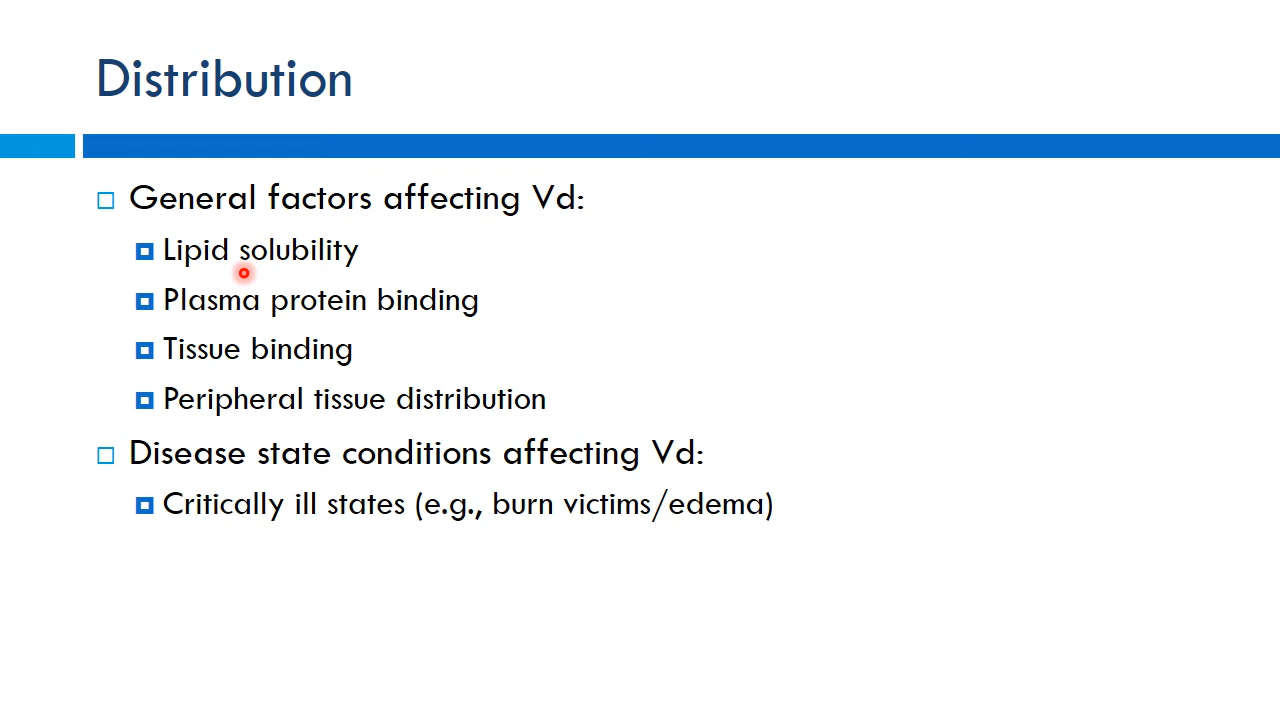 Distribution
General factors affecting Vd:
Lipid solubility
Plasma protein binding
Tissue binding
Peripheral tissue distribution
Disease state conditions affecting Vd:
Critically ill states (e.g., burn victims/edema)